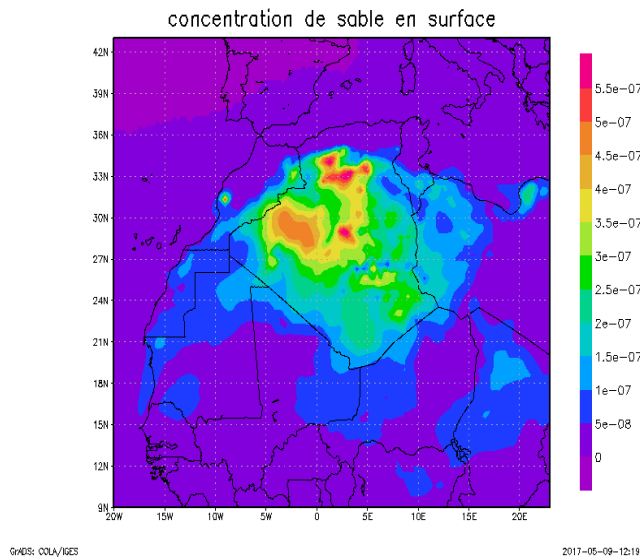 concentration de sable en surface
42N
39N
36N
33N
30N
27N
24N
21N
18N
15N
12N
9N
20W 15W 10W 5W 0 5E 10E 15E 20E
5.5e-07
5e-07
4.5e-07
4e-07
3.5e-07
3e-07
2.5e-07
2e-07
1.5e-07
1e-07
5e-08
0
GrADS: COLA/IGES 2017-05-09-12:19